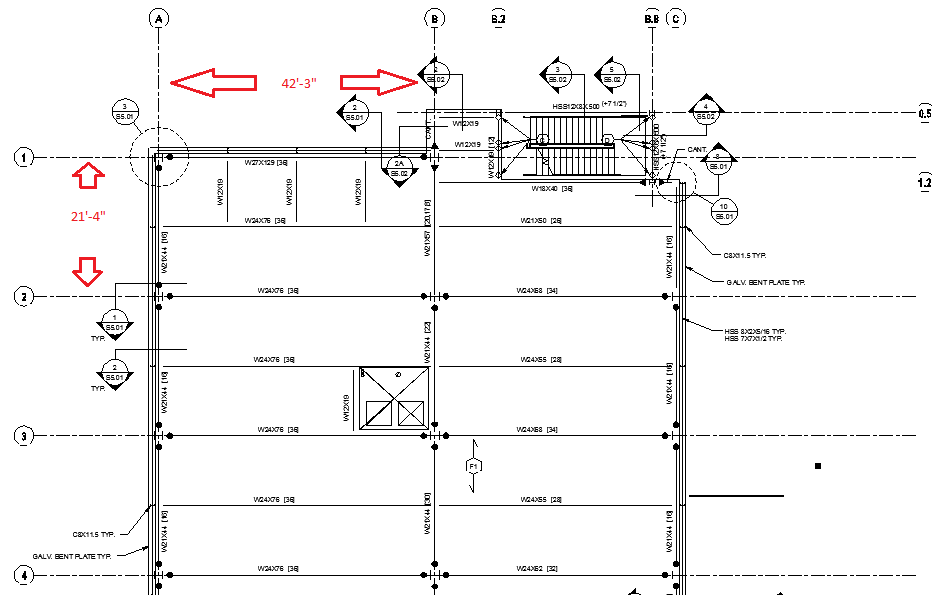 A
B
B.2
B.8
C
42'-3"
2
S5.02
3
S5.02
5
S5.02
3
S5.01
2
S5.01
HSS12X8X.500 (+7 1/2")
4
S5.02
0.5
W12X19
CANT.
W12X19
W12X19 [12]
CANT.
1
2A
S5.02
W27X129 [36]
8
S5.01
1.2
W18X40 [36]
W12X19
W12X19
W12X19
10
S5.01
21'-4"
W24X76 [36]
W21X50 [26]
W21X44 [16]
W21X44 [16]
C8X11.5 TYP.
GALV. BENT PLATE TYP.
2
W24X76 [36]
W24X68 [34]
1
S5.01
TYP.
HSS 8X2X5/16 TYP.
HSS 7X7X1/2 TYP.
W21X44 [22]
W24X76 [36]
W24X55 [28]
2
S5.01
TYP.
W21X44 [16]
W12X19
W21X44 [16]
3
W24X76 [36]
W24X68 [34]
F1
W24X76 [36]
W24X55 [28]
W21X44 [16]
W21X44 [30]
W21X44 [16]
C8X11.5 TYP.
GALV. BENT PLATE TYP.
4
W24X76 [36]
W24X62 [32]